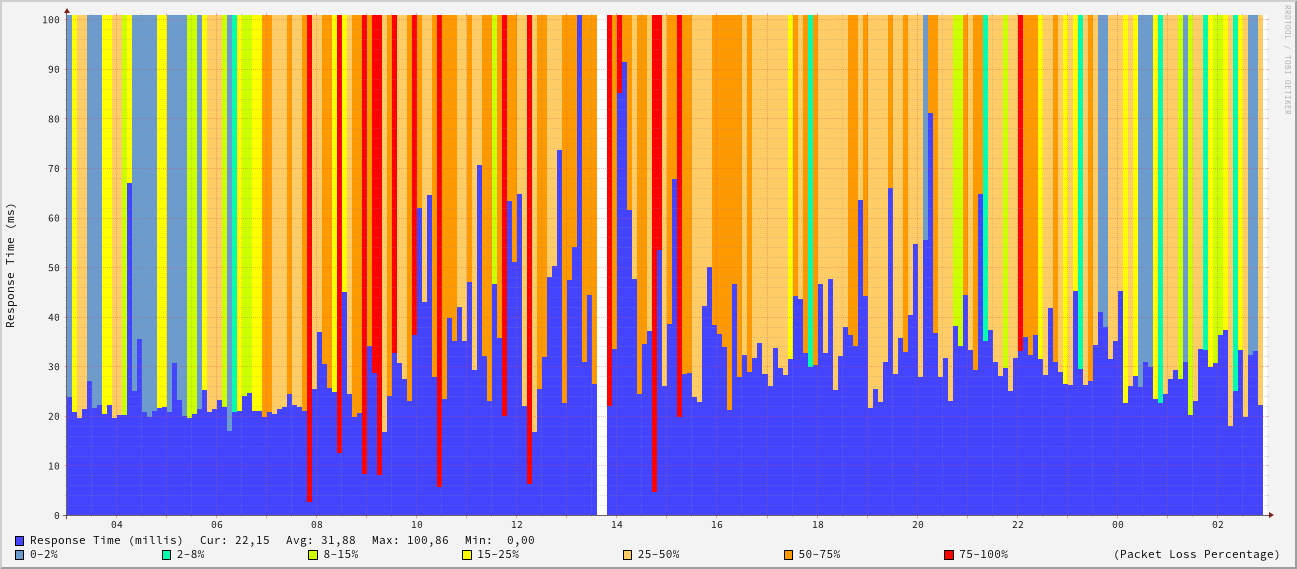 RRDTOOL / TOBI OETIKER
Response Time (ms)
100
90
80
70
60
50
40
30
20
10
0
04 06 08 10 12 14 16 18 20 22 00 02
Response Time (millis) Cur: 22,15 Avg: 31,88 Max: 100,86 Min: 0,00
0-2% 2-8% 8-15% 15-25% 25-50% 50-75% 75-100% (Packet Loss Percentage)